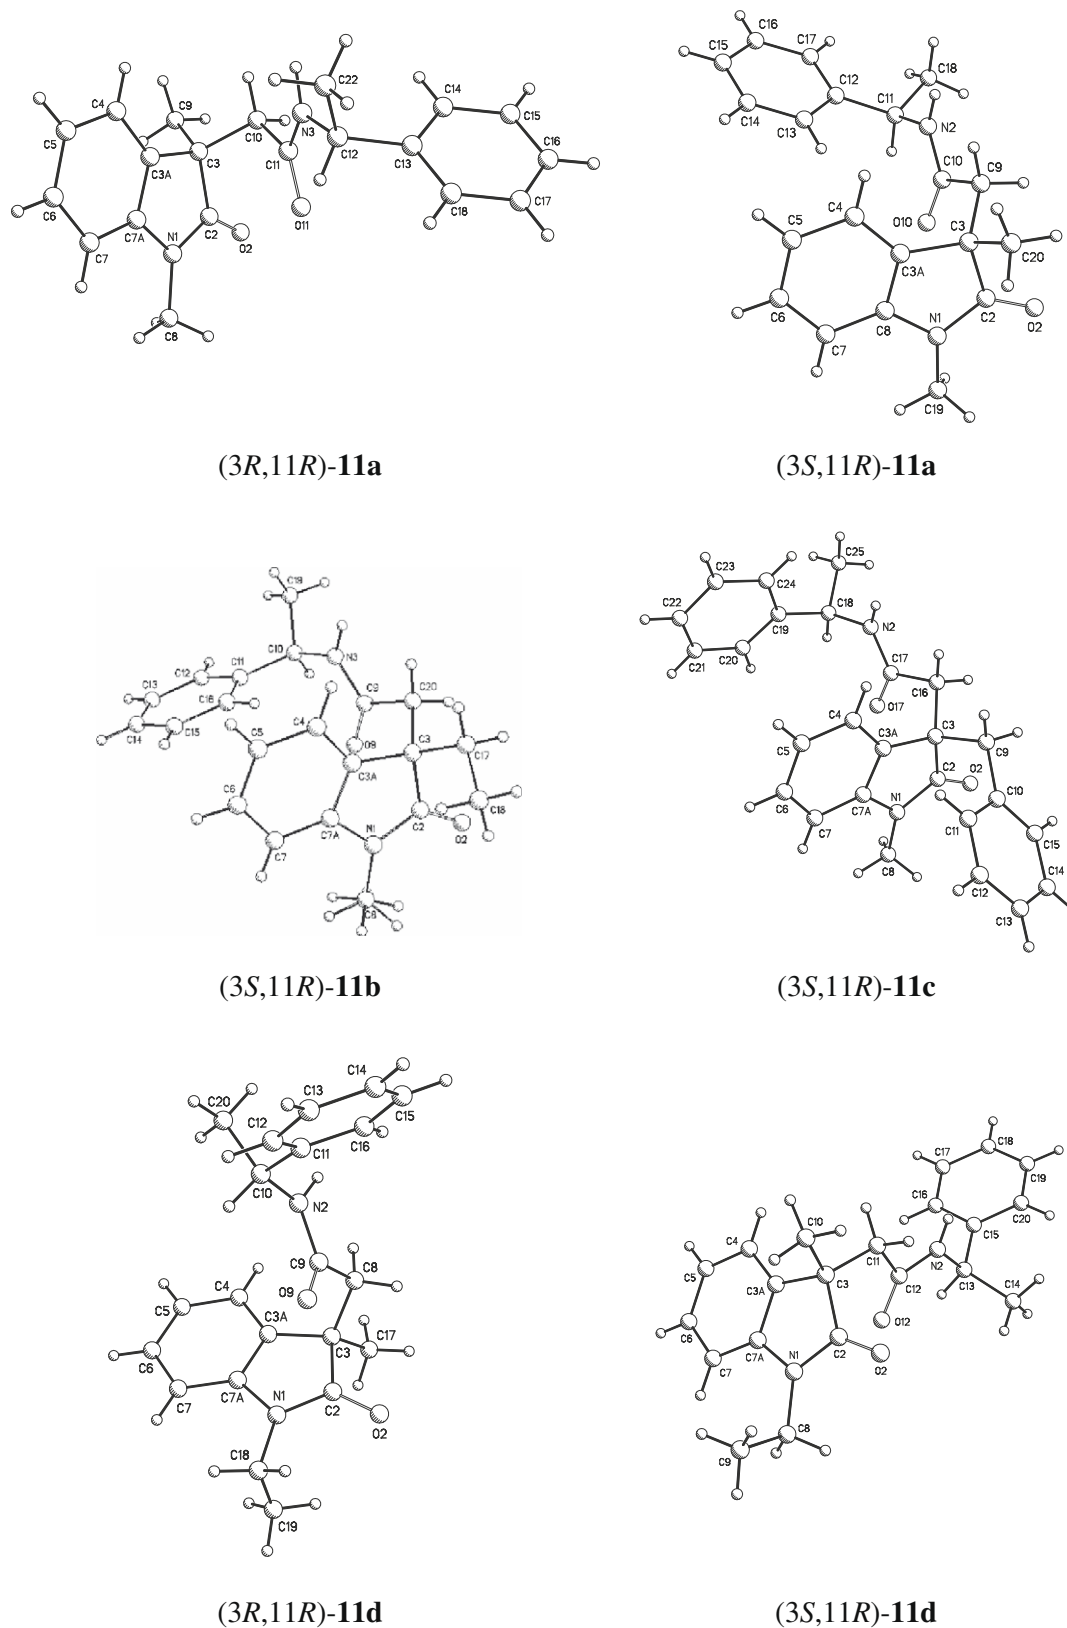 C22
C4
C9
C14
C15
C5
C10
N3
C16
C3
C12
C13
C3A
C11
C6
C18
C17
O11
C7A
N1
C2
C7
O2
C8
(3R,11R)-11a
C16
C15
C17
C18
C12
C11
C14
C13
N2
C10
C9
C4
C5
O10
C3
C20
C3A
C6
N1
C2
C7
C8
O2
C19
(3S,11R)-11a
C19
C10
N3
C12
C11
C13
C16
C9
C20
C14
C15
C4
C5
O9
C3
C17
C3A
C6
C18
C7A
N1
C2
O2
C7
C8
(3S,11R)-11b
C25
C23
C24
C22
C18
C19
N2
C21
C20
C17
C16
C4
O17
C3
C5
C3A
C9
C2
O2
C6
C7A
N1
C10
C7
C11
C15
C8
C12
C14
C13
(3S,11R)-11c
C14
C20
C13
C15
C12
C16
C11
C10
N2
C9
C8
C4
O9
C5
C3A
C3
C17
C6
C7A
N1
C2
C7
O2
C18
C19
(3R,11R)-11d
C18
C17
C19
C16
C20
C10
C15
C4
C11
N2
C5
C3
C13
C14
C3A
C12
O12
C6
C7A
N1
C2
C7
O2
C8
C9
(3S,11R)-11d